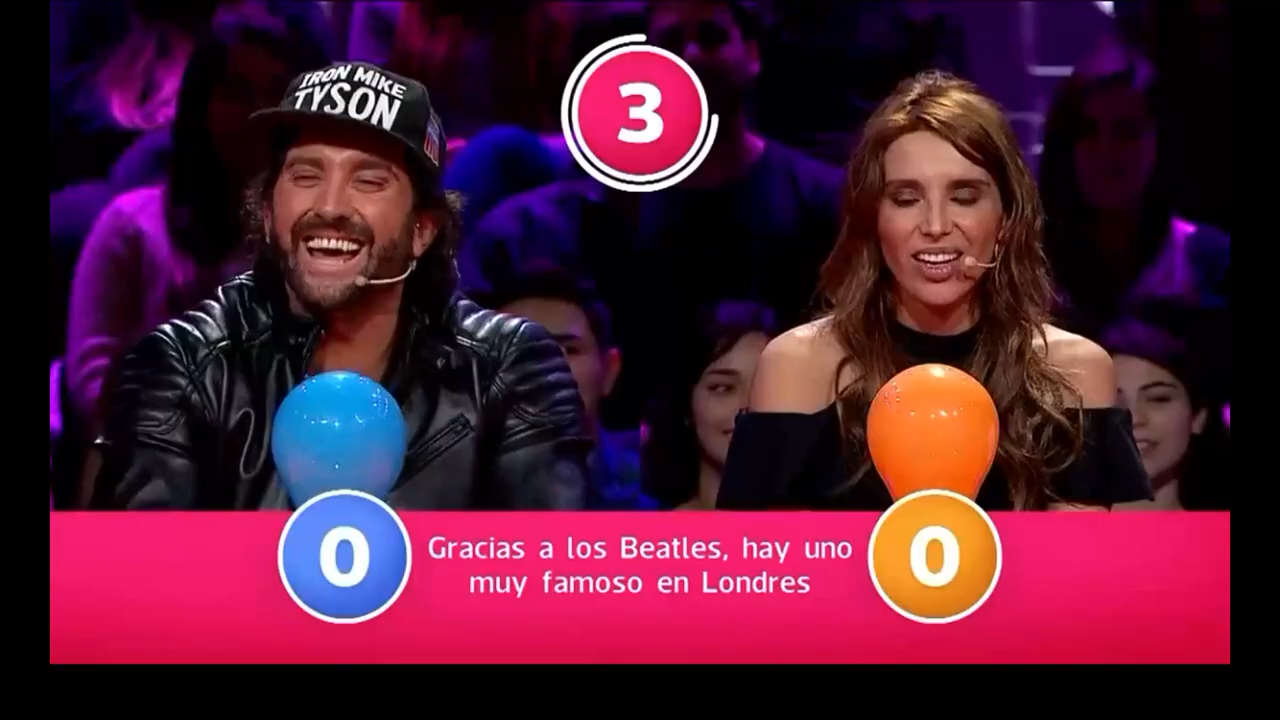 IRON MIKE
TYSON
3
0
Gracias a los Beatles, hay uno
muy famoso en Londres
0